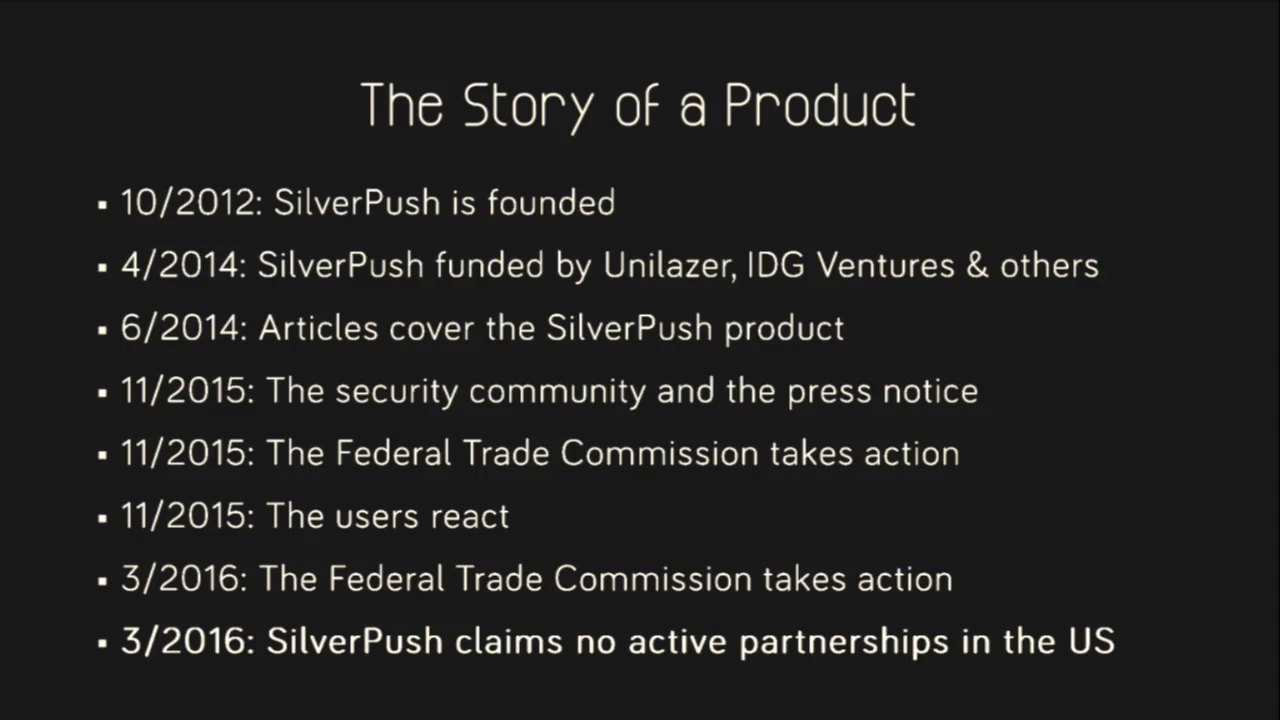 The Story of a Product
▪ 10/2012: SilverPush is founded
▪ 4/2014: SilverPush funded by Unilazer, IDG Ventures & others
▪ 6/2014: Articles cover the SilverPush product
▪ 11/2015: The security community and the press notice
▪ 11/2015: The Federal Trade Commission takes action
▪ 11/2015: The users react
▪ 3/2016: The Federal Trade Commission takes action
▪ 3/2016: SilverPush claims no active partnerships in the US